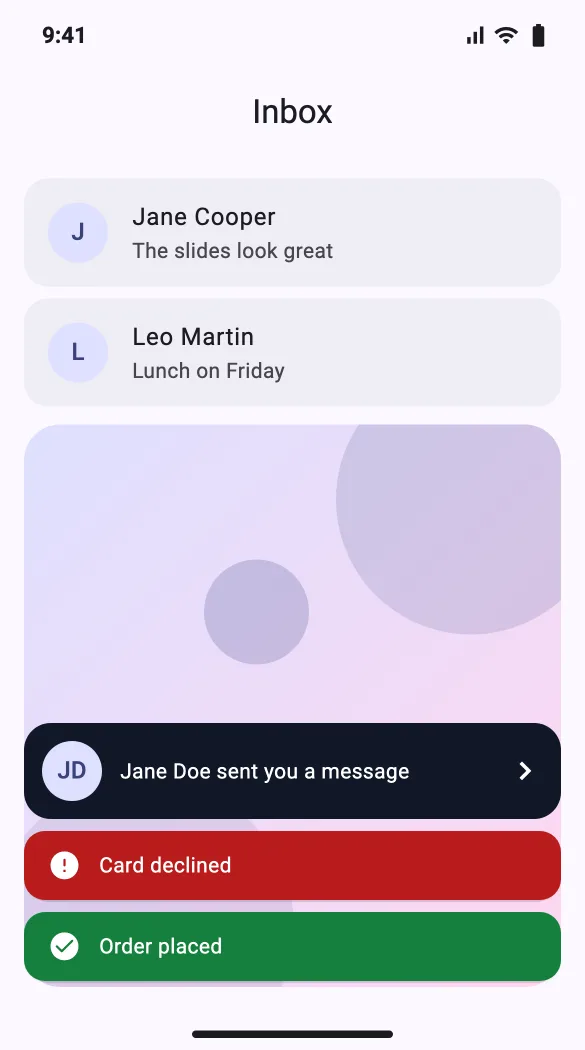 9:41
Inbox
J
Jane Cooper
The slides look great
L
Leo Martin
Lunch on Friday
JD
Jane Doe sent you a message
Card declined
Order placed